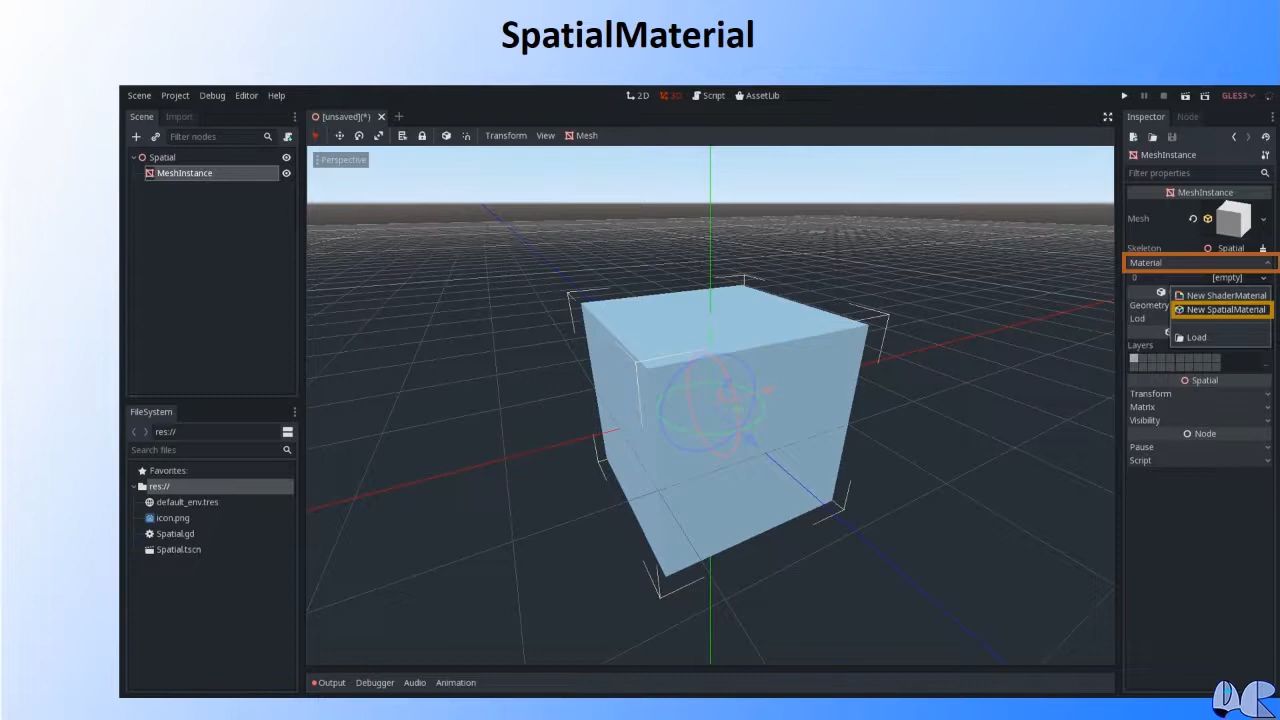 SpatialMaterial
Scene Project Debug Editor Help
2D 3D Script AssetLib
GLES3
Scene Import
[unsaved](*)
Inspector Node
Filter nodes
Transform View Mesh
Perspective
Spatial
MeshInstance
MeshInstance
Filter properties
MeshInstance
Mesh
Skeleton Spatial
Material
0 [empty]
New ShaderMaterial
Geometry
New SpatialMaterial
Lod
Load
Layers
Spatial
Transform
Matrix
Visibility
Node
Pause
Script
FileSystem
res://
Search files
Favorites:
res://
default_env.tres
icon.png
Spatial.gd
Spatial.tscn
Output Debugger Audio Animation